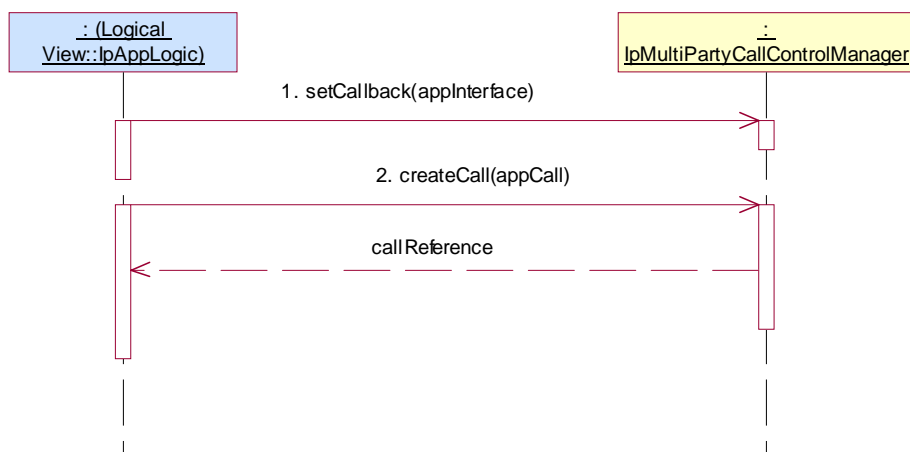 : (Logical
View::IpAppLogic)
:
IpMultiPartyCallControlManager
1. setCallback(appInterface)
2. createCall(appCall)
callReference